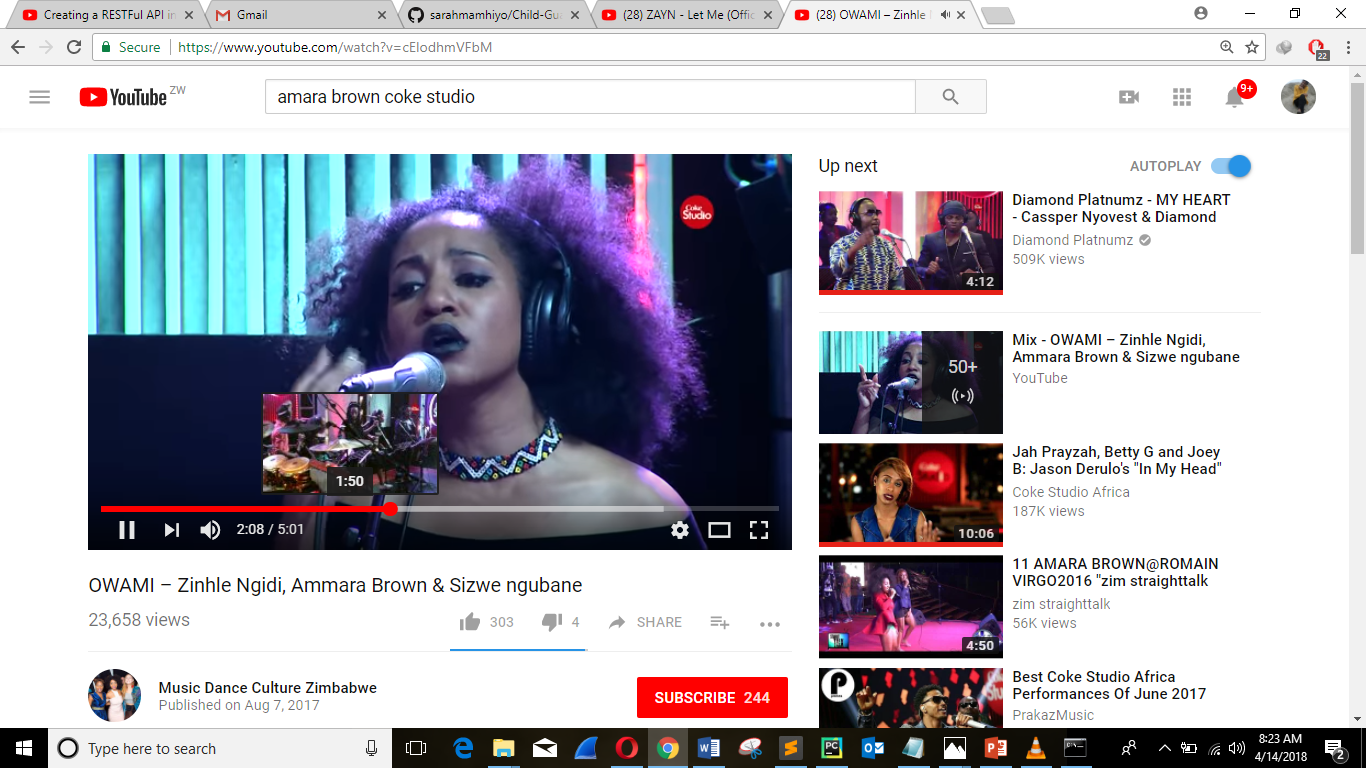 Creating a RESTFul API in
Gmail
sarahmamhiyo/Child-Gua
(28) ZAYN - Let Me (Offic
(28) OWAMI – Zinhle
Secure
https://www.youtube.com/watch?v=cEIodhmVFbM
22
YouTube ZW
amara brown coke studio
9+
Coke
Studio
1:50
2:08 / 5:01
OWAMI – Zinhle Ngidi, Ammara Brown & Sizwe ngubane
23,658 views
303
4
SHARE
Music Dance Culture Zimbabwe
Published on Aug 7, 2017
SUBSCRIBE 244
Up next
AUTOPLAY
4:12
Diamond Platnumz - MY HEART
- Cassper Nyovest & Diamond
Diamond Platnumz
509K views
50+
Mix - OWAMI – Zinhle Ngidi,
Ammara Brown & Sizwe ngubane
YouTube
10:06
Jah Prayzah, Betty G and Joey
B: Jason Derulo's "In My Head"
Coke Studio Africa
187K views
4:50
11 AMARA BROWN@ROMAIN
VIRGO2016 "zim straighttalk
zim straighttalk
56K views
Best Coke Studio Africa
Performances Of June 2017
PrakazMusic
Type here to search
8:23 AM
4/14/2018
2